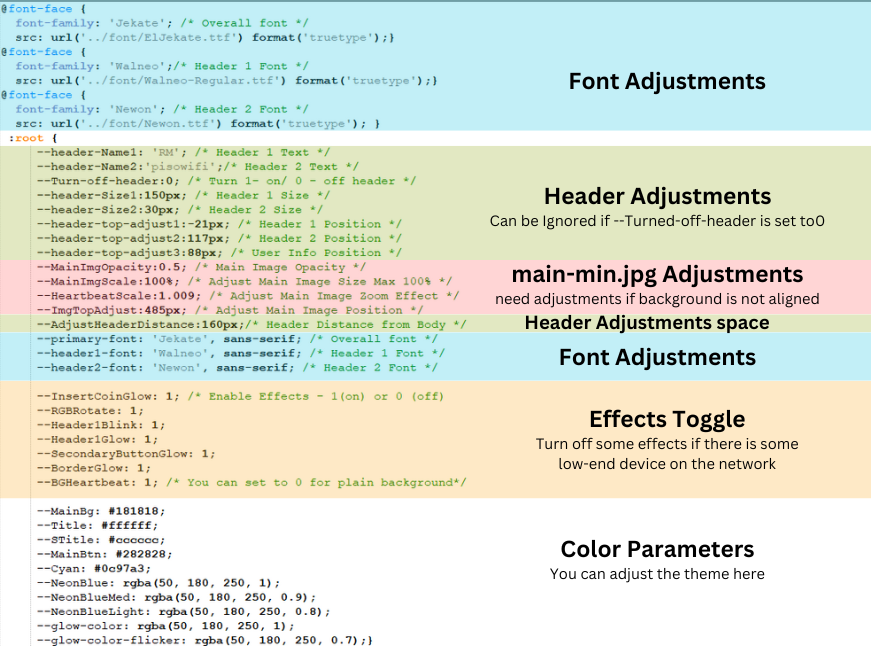 @font-face {
font-family: 'Jekate'; /* Overall font */
src: url('../font/ElJekate.ttf') format('truetype');}
@font-face {
font-family: 'Walneo';/* Header 1 Font */
src: url('../font/Walneo-Regular.ttf') format('truetype');}
@font-face {
font-family: 'Newon'; /* Header 2 Font */
src: url('../font/Newon.ttf') format('truetype'); }
Font Adjustments
:root {
--header-Name1: 'RM'; /* Header 1 Text */
--header-Name2:'pisowifi';/* Header 2 Text */
--Turn-off-header:0; /* Turn 1- on/ 0 - off header */
--header-Size1:150px; /* Header 1 Size */
--header-Size2:30px; /* Header 2 Size */
--header-top-adjust1:-21px; /* Header 1 Position */
--header-top-adjust2:117px; /* Header 2 Position */
--header-top-adjust3:88px; /* User Info Position */
Header Adjustments
Can be Ignored if --Turned-off-header is set to0
--MainImgOpacity:0.5; /* Main Image Opacity */
--MainImgScale:100%; /* Adjust Main Image Size Max 100% */
--HeartbeatScale:1.009; /* Adjust Main Image Zoom Effect */
--ImgTopAdjust:485px; /* Adjust Main Image Position */
main-min.jpg Adjustments
need adjustments if background is not aligned
--AdjustHeaderDistance:160px;/* Header Distance from Body */
Header Adjustments space
--primary-font: 'Jekate', sans-serif; /* Overall font */
--header1-font: 'Walneo', sans-serif; /* Header 1 Font */
--header2-font: 'Newon', sans-serif; /* Header 2 Font */
Font Adjustments
--InsertCoinGlow: 1; /* Enable Effects - 1(on) or 0 (off)
--RGBRotate: 1;
--Header1Blink: 1;
--Header1Glow: 1;
--SecondaryButtonGlow: 1;
--BorderGlow: 1;
--BGHeartbeat: 1; /* You can set to 0 for plain background*/
Effects Toggle
Turn off some effects if there is some
low-end device on the network
--MainBg: #181818;
--Title: #ffffff;
--STitle: #cccccc;
--MainBtn: #282828;
--Cyan: #0c97a3;
--NeonBlue: rgba(50, 180, 250, 1);
--NeonBlueMed: rgba(50, 180, 250, 0.9);
--NeonBlueLight: rgba(50, 180, 250, 0.8);
--glow-color: rgba(50, 180, 250, 1);
--glow-color-flicker: rgba(50, 180, 250, 0.7);}
Color Parameters
You can adjust the theme here